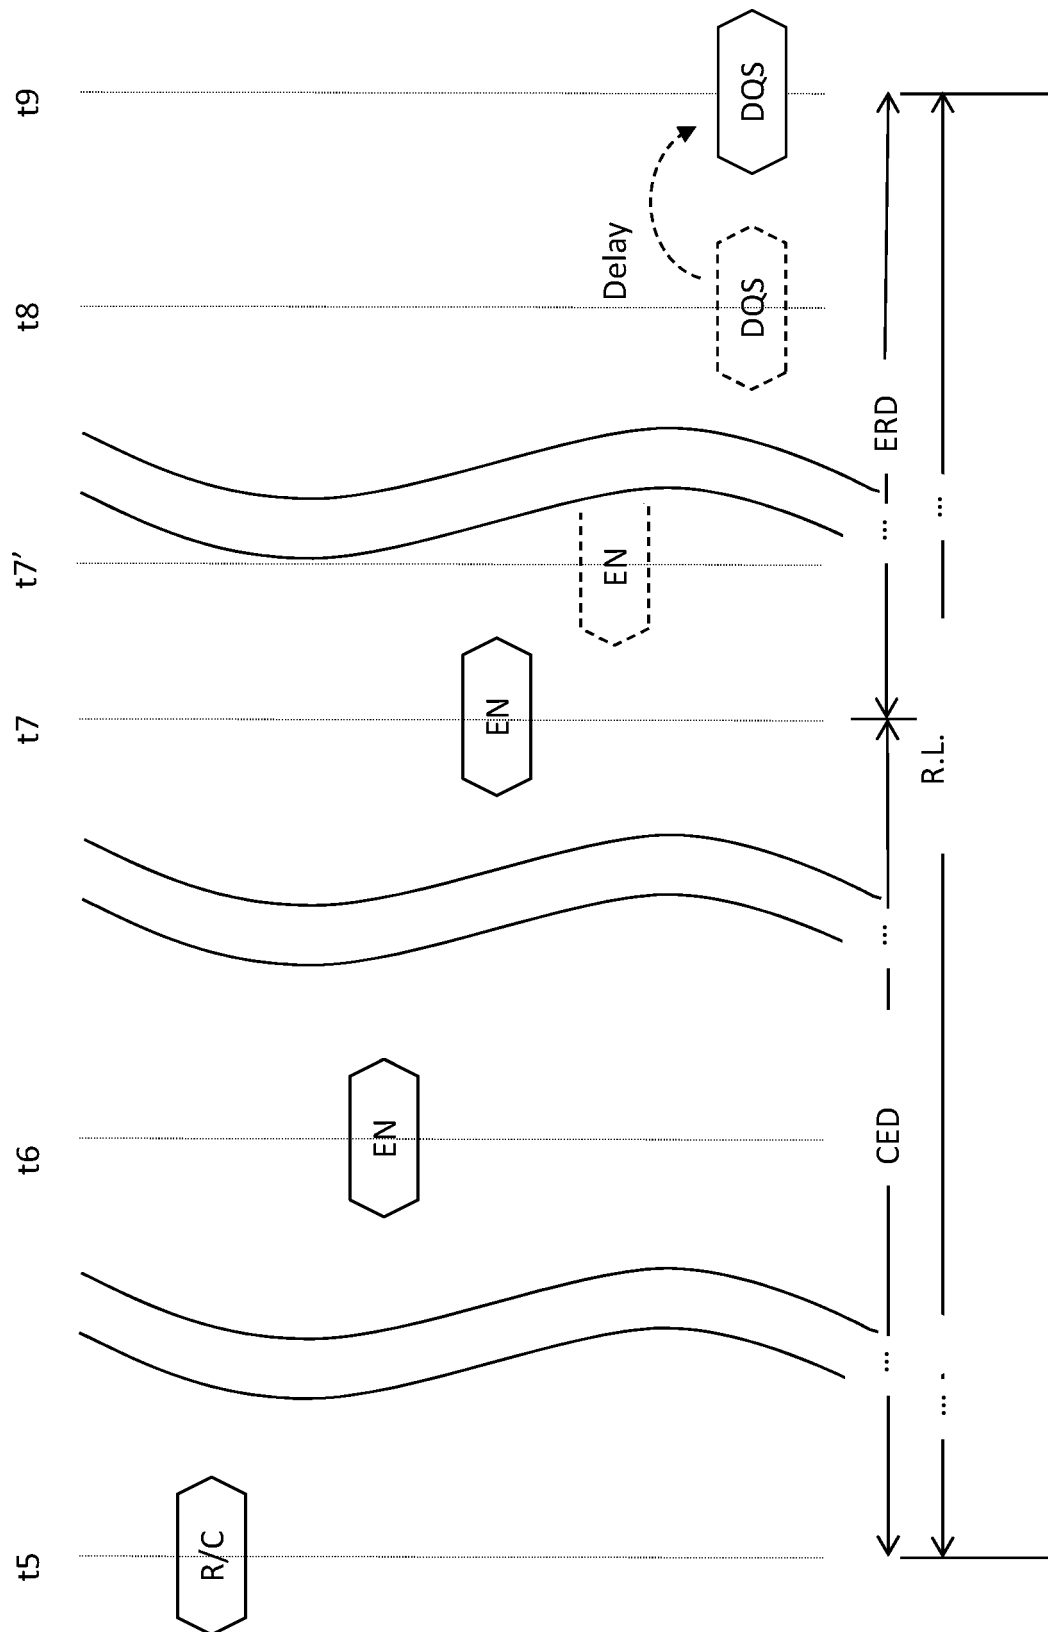 t5
t6
t7
t7’
t8
t9
R/C
EN
EN
EN
Delay
DQS
DQS
CED
...
...
ERD
...
R.L.
...
...